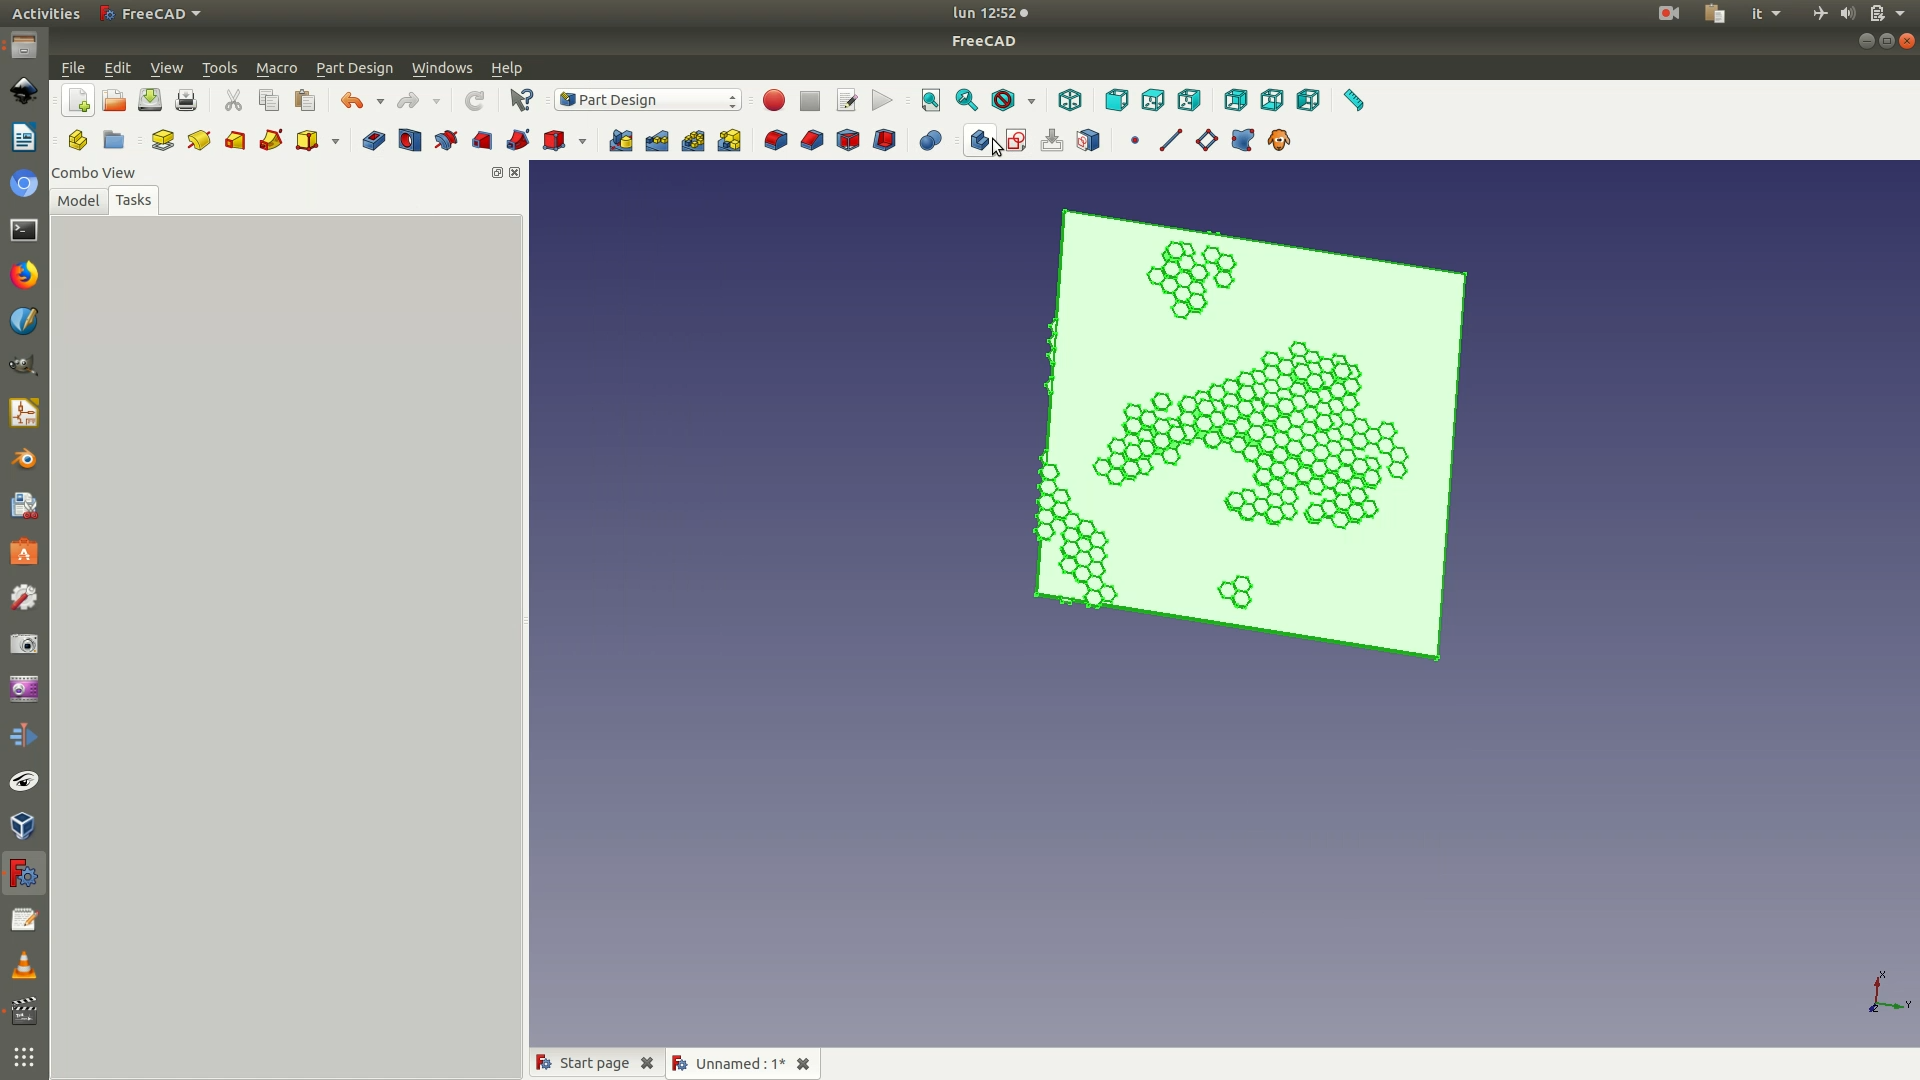 Activities
FreeCAD
lun 12:52
it
FreeCAD
File Edit View Tools Macro Part Design Windows Help
Part Design
Combo View
Model Tasks
X
Y
Z
Start page
Unnamed : 1*